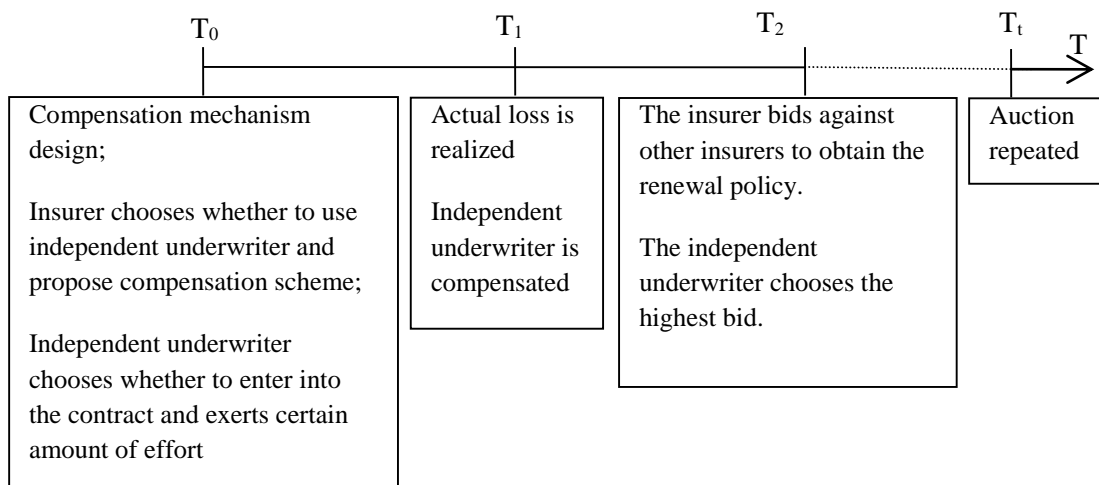 T0
T1
T2
Tt
T
Compensation mechanism
design;
Insurer chooses whether to use
independent underwriter and
propose compensation scheme;
Independent underwriter
chooses whether to enter into
the contract and exerts certain
amount of effort
Actual loss is
realized
Independent
underwriter is
compensated
The insurer bids against
other insurers to obtain the
renewal policy.
The independent
underwriter chooses the
highest bid.
Auction
repeated